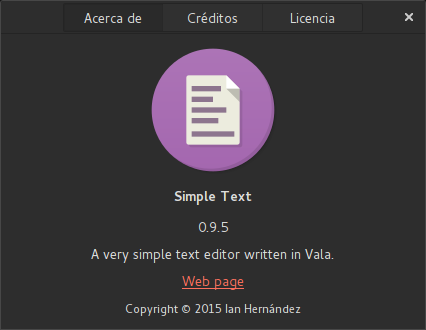 Acerca de
Créditos
Licencia
Simple Text
0.9.5
A very simple text editor written in Vala.
Web page
Copyright © 2015 Ian Hernández